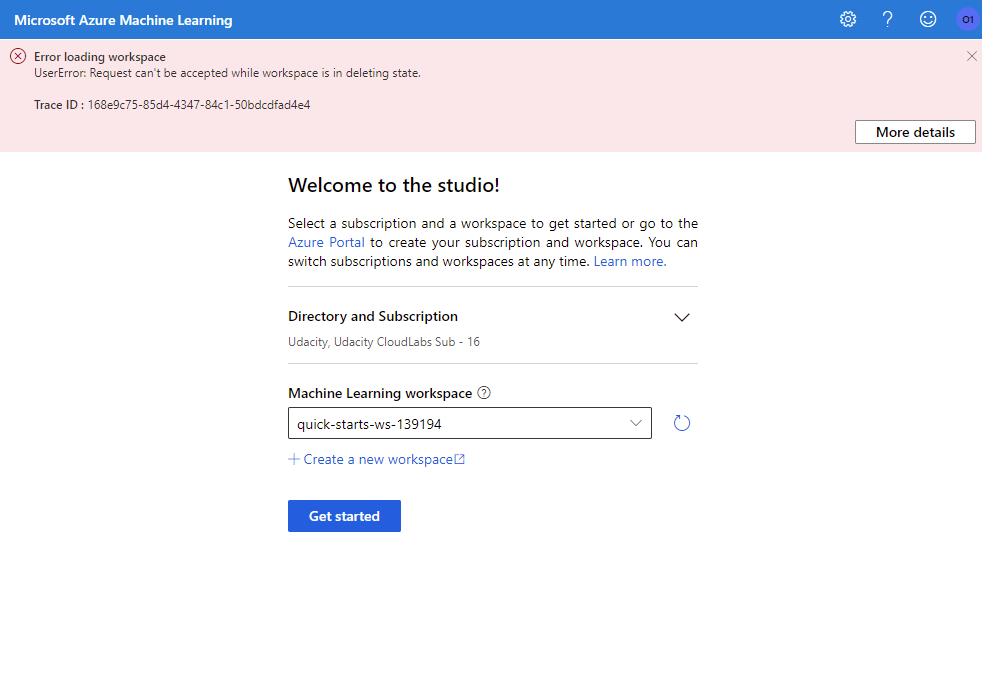 Microsoft Azure Machine Learning
?
O1
Error loading workspace
UserError: Request can't be accepted while workspace is in deleting state.
Trace ID : 168e9c75-85d4-4347-84c1-50bdcdfad4e4
More details
Welcome to the studio!
Select a subscription and a workspace to get started or go to the
Azure Portal to create your subscription and workspace. You can
switch subscriptions and workspaces at any time. Learn more.
Directory and Subscription
Udacity, Udacity CloudLabs Sub - 16
Machine Learning workspace ?
quick-starts-ws-139194
+ Create a new workspace
Get started